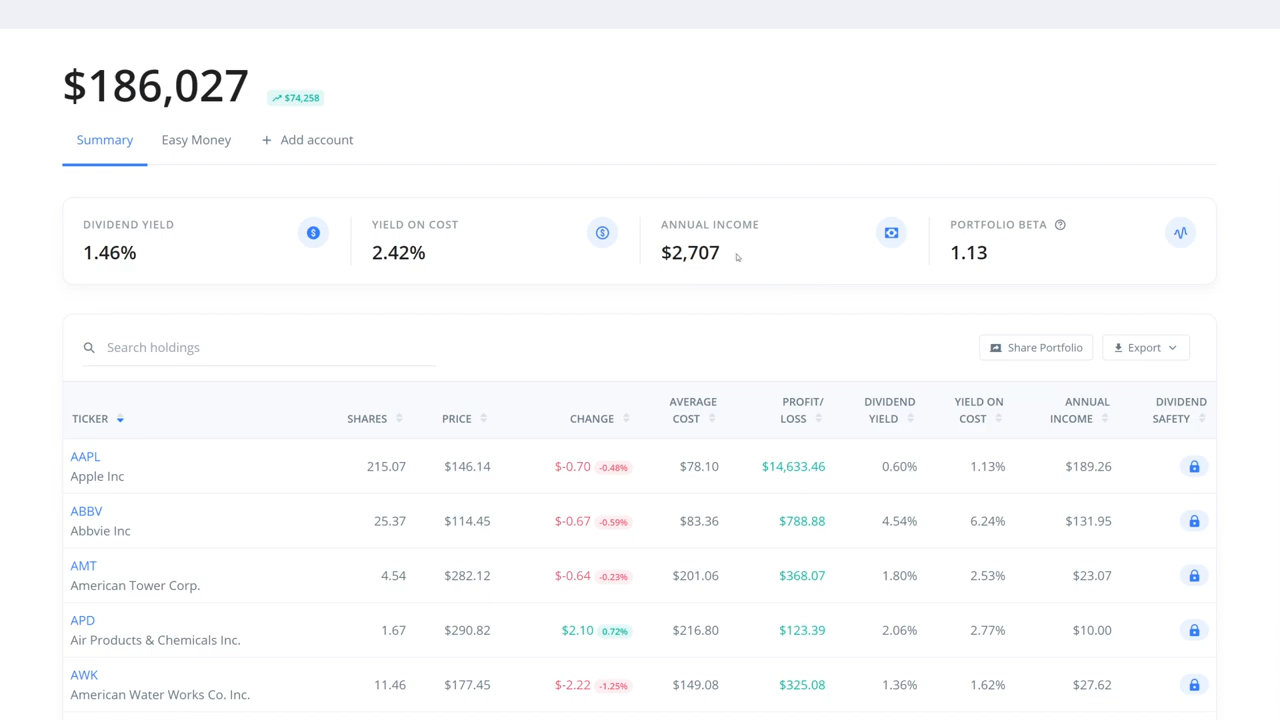 $186,027 $74,258
Summary Easy Money + Add account
DIVIDEND YIELD YIELD ON COST ANNUAL INCOME PORTFOLIO BETA
1.46% 2.42% $2,707 1.13
Search holdings Share Portfolio Export
TICKER SHARES PRICE CHANGE AVERAGE COST PROFIT/ LOSS DIVIDEND YIELD YIELD ON COST ANNUAL INCOME DIVIDEND SAFETY
AAPL
Apple Inc 215.07 $146.14 $-0.70 -0.48% $78.10 $14,633.46 0.60% 1.13% $189.26
ABBV
Abbvie Inc 25.37 $114.45 $-0.67 -0.59% $83.36 $788.88 4.54% 6.24% $131.95
AMT
American Tower Corp. 4.54 $282.12 $-0.64 -0.23% $201.06 $368.07 1.80% 2.53% $23.07
APD
Air Products & Chemicals Inc. 1.67 $290.82 $2.10 0.72% $216.80 $123.39 2.06% 2.77% $10.00
AWK
American Water Works Co. Inc. 11.46 $177.45 $-2.22 -1.25% $149.08 $325.08 1.36% 1.62% $27.62